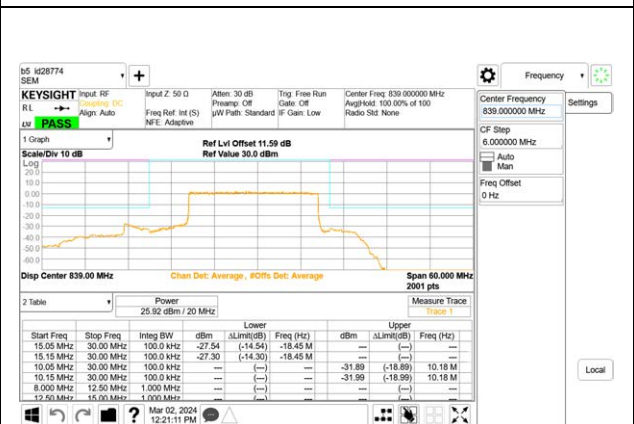 b5 id28774
SEM
+
Frequency
KEYSIGHT Input: RF Input Z: 50 Ω Atten: 30 dB Trig: Free Run Center Freq: 839.000000 MHz
RL Coupling: DC Preamp: Off Gate: Off Avg|Hold: 100.00% of 100
Align: Auto Freq Ref: Int (S) µW Path: Standard IF Gain: Low Radio Std: None
NFE: Adaptive
PASS
Center Frequency
839.000000 MHz
Settings
CF Step
6.000000 MHz
Auto
Man
Freq Offset
0 Hz
1 Graph
Ref Lvl Offset 11.59 dB
Scale/Div 10 dB Ref Value 30.0 dBm
Log
20.0
10.0
0.00
-10.0
-20.0
-30.0
-40.0
-50.0
-60.0
Disp Center 839.00 MHz Chan Det: Average , #Offs Det: Average Span 60.000 MHz
2001 pts
2 Table
Power
25.92 dBm / 20 MHz
Measure Trace
Trace 1
Lower Upper
Start Freq Stop Freq Integ BW dBm ΔLimit(dB) Freq (Hz) dBm ΔLimit(dB) Freq (Hz)
15.05 MHz 30.00 MHz 100.0 kHz -27.54 (-14.54) -18.45 M --- (---) ---
15.15 MHz 30.00 MHz 100.0 kHz -27.30 (-14.30) -18.45 M --- (---) ---
10.05 MHz 30.00 MHz 100.0 kHz --- (---) --- -31.89 (-18.89) 10.18 M
10.15 MHz 30.00 MHz 100.0 kHz --- (---) --- -31.99 (-18.99) 10.18 M
8.000 MHz 12.50 MHz 1.000 MHz --- (---) --- --- (---) ---
12.50 MHz 15.00 MHz 1.000 MHz --- (---) --- --- (---) ---
Local
? Mar 02, 2024
12:21:11 PM